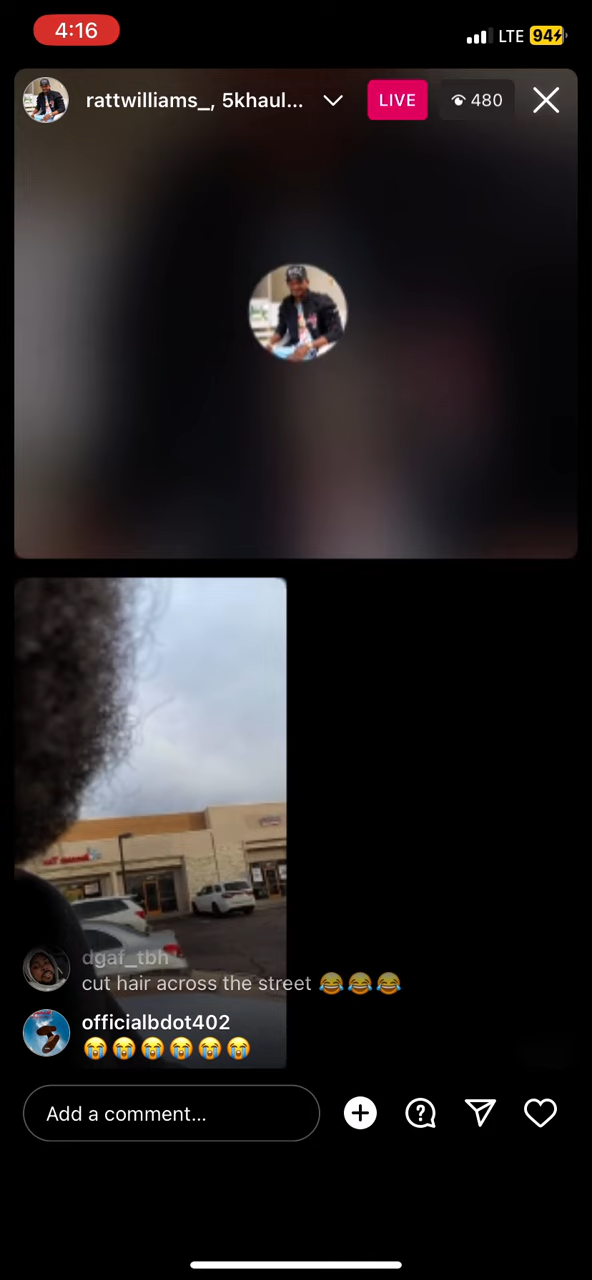 4:16
LTE 94
rattwilliams_, 5khaul...
LIVE
480
dgaf_tbh
cut hair across the street 😂😂😂
officialbdot402
😭😭😭😭😭😭
Add a comment...